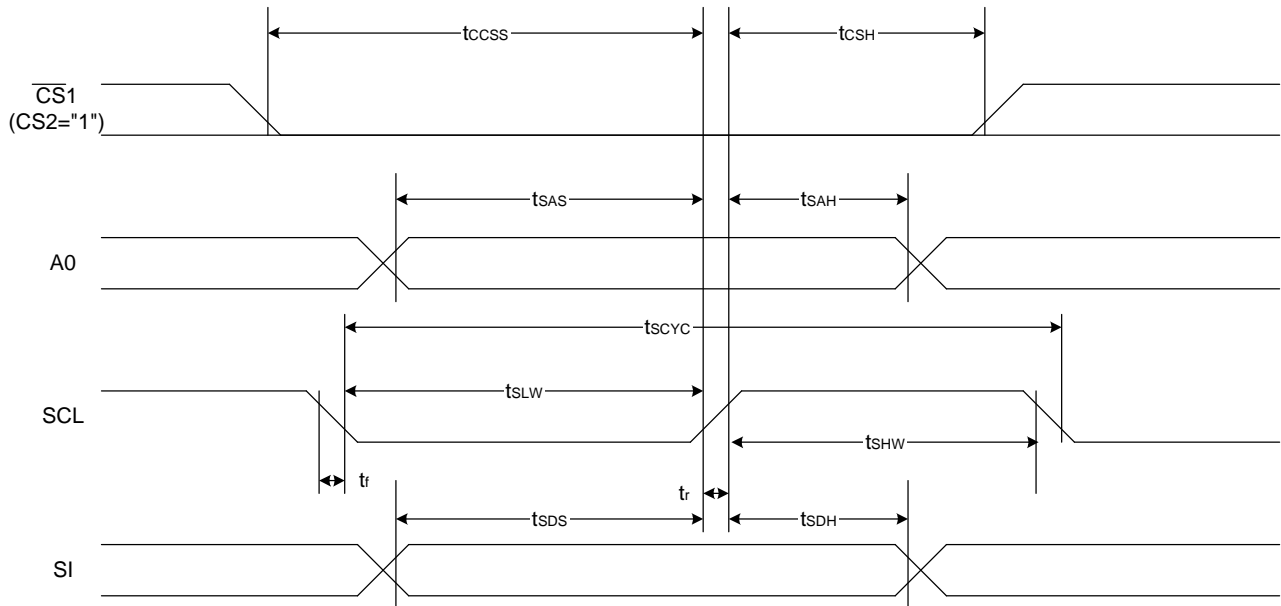 tCCSS
tCSH
CS1
(CS2="1")
tSAS
tSAH
A0
tSCYC
tSLW
SCL
tSHW
tf
tr
tSDS
tSDH
SI